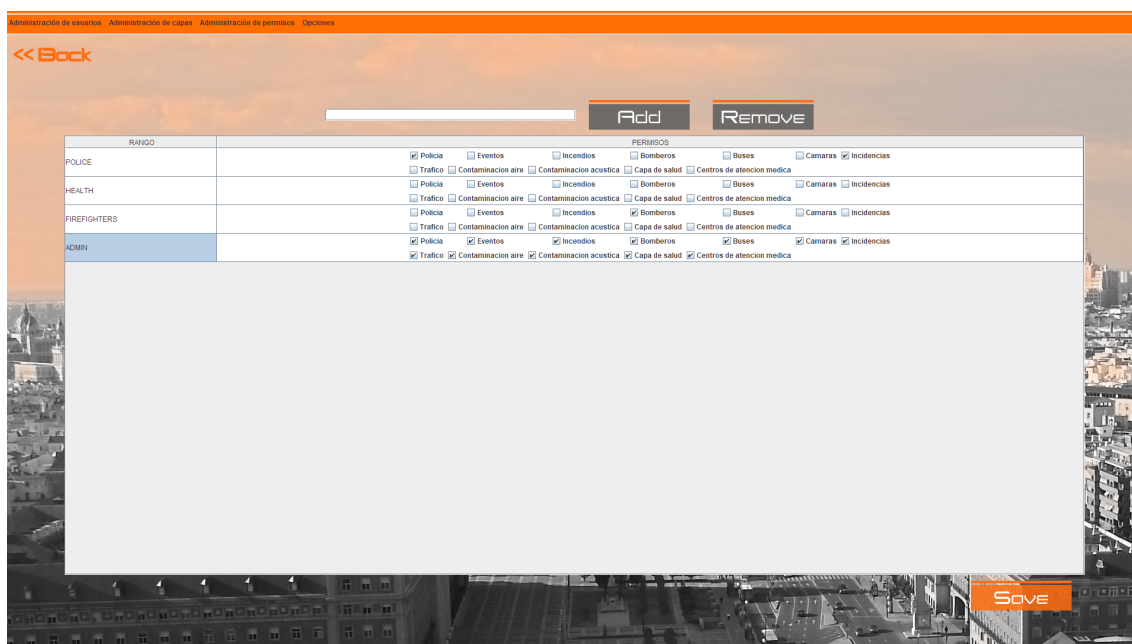 Administración de usuarios Administración de capas Administración de permisos Opciones
<< Back
Add Remove
RANGO PERMISOS
POLICE
Policia Eventos Incendios Bomberos Buses Camaras Incidencias
Trafico Contaminacion aire Contaminacion acustica Capa de salud Centros de atencion medica
HEALTH
Policia Eventos Incendios Bomberos Buses Camaras Incidencias
Trafico Contaminacion aire Contaminacion acustica Capa de salud Centros de atencion medica
FIREFIGHTERS
Policia Eventos Incendios Bomberos Buses Camaras Incidencias
Trafico Contaminacion aire Contaminacion acustica Capa de salud Centros de atencion medica
ADMIN
Policia Eventos Incendios Bomberos Buses Camaras Incidencias
Trafico Contaminacion aire Contaminacion acustica Capa de salud Centros de atencion medica
Save